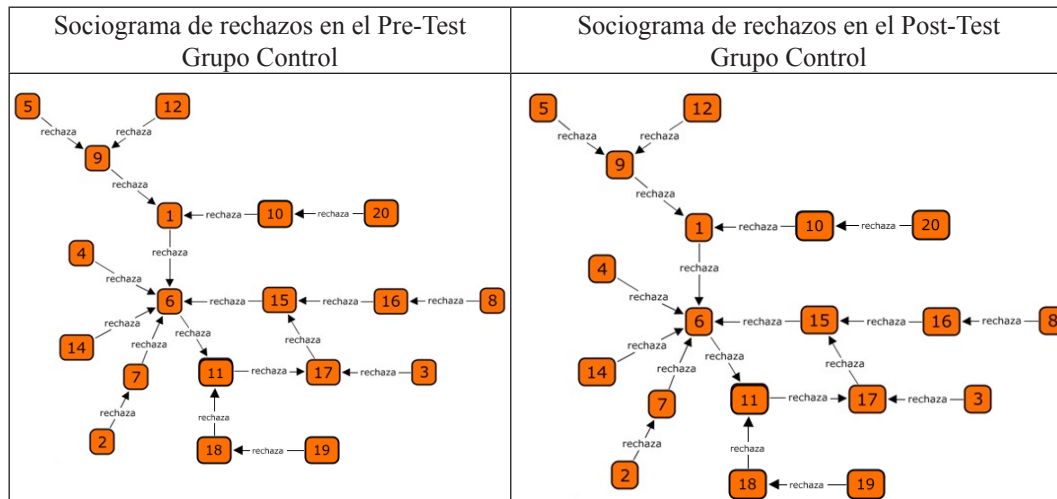 Sociograma de rechazos en el Pre-Test
Grupo Control
5
12
rechaza
rechaza
9
rechaza
1
rechaza
10
rechaza
20
rechaza
4
rechaza
6
rechaza
15
rechaza
16
rechaza
8
rechaza
14
rechaza
rechaza
rechaza
7
11
rechaza
17
rechaza
3
rechaza
2
rechaza
18
rechaza
19
Sociograma de rechazos en el Post-Test
Grupo Control
5
12
rechaza
rechaza
9
rechaza
1
rechaza
10
rechaza
20
rechaza
4
rechaza
6
rechaza
15
rechaza
16
rechaza
8
rechaza
14
rechaza
rechaza
rechaza
7
11
rechaza
17
rechaza
3
rechaza
2
rechaza
18
rechaza
19